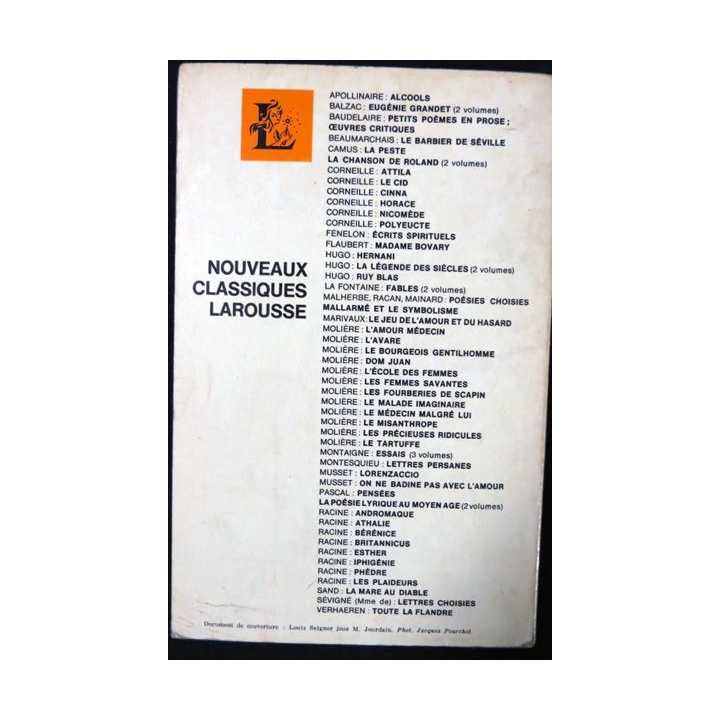 L
NOUVEAUX
CLASSIQUES
LAROUSSE
APOLLINAIRE : ALCOOLS
BALZAC : EUGÉNIE GRANDET (2 volumes)
BAUDELAIRE : PETITS POÈMES EN PROSE ;
ŒUVRES CRITIQUES
BEAUMARCHAIS : LE BARBIER DE SÉVILLE
CAMUS : LA PESTE
LA CHANSON DE ROLAND (2 volumes)
CORNEILLE : ATTILA
CORNEILLE : LE CID
CORNEILLE : CINNA
CORNEILLE : HORACE
CORNEILLE : NICOMÈDE
CORNEILLE : POLYEUCTE
FÉNELON : ÉCRITS SPIRITUELS
FLAUBERT : MADAME BOVARY
HUGO : HERNANI
HUGO : LA LÉGENDE DES SIÈCLES (2 volumes)
HUGO : RUY BLAS
LA FONTAINE : FABLES (2 volumes)
MALHERBE, RACAN, MAINARD : POÉSIES CHOISIES
MALLARMÉ ET LE SYMBOLISME
MARIVAUX : LE JEU DE L'AMOUR ET DU HASARD
MOLIÈRE : L'AMOUR MÉDECIN
MOLIÈRE : L'AVARE
MOLIÈRE : LE BOURGEOIS GENTILHOMME
MOLIÈRE : DOM JUAN
MOLIÈRE : L'ÉCOLE DES FEMMES
MOLIÈRE : LES FEMMES SAVANTES
MOLIÈRE : LES FOURBERIES DE SCAPIN
MOLIÈRE : LE MALADE IMAGINAIRE
MOLIÈRE : LE MÉDECIN MALGRÉ LUI
MOLIÈRE : LE MISANTHROPE
MOLIÈRE : LES PRÉCIEUSES RIDICULES
MOLIÈRE : LE TARTUFFE
MONTAIGNE : ESSAIS (3 volumes)
MONTESQUIEU : LETTRES PERSANES
MUSSET : LORENZACCIO
MUSSET : ON NE BADINE PAS AVEC L'AMOUR
PASCAL : PENSÉES
LA POÉSIE LYRIQUE AU MOYEN AGE (2 volumes)
RACINE : ANDROMAQUE
RACINE : ATHALIE
RACINE : BÉRÉNICE
RACINE : BRITANNICUS
RACINE : ESTHER
RACINE : IPHIGÉNIE
RACINE : PHÈDRE
RACINE : LES PLAIDEURS
SAND : LA MARE AU DIABLE
SÉVIGNÉ (Mme de) : LETTRES CHOISIES
VERHAEREN : TOUTE LA FLANDRE
Document de couverture : Louis Seigner joue M. Jourdain. Phot. Jacques Pourchot.